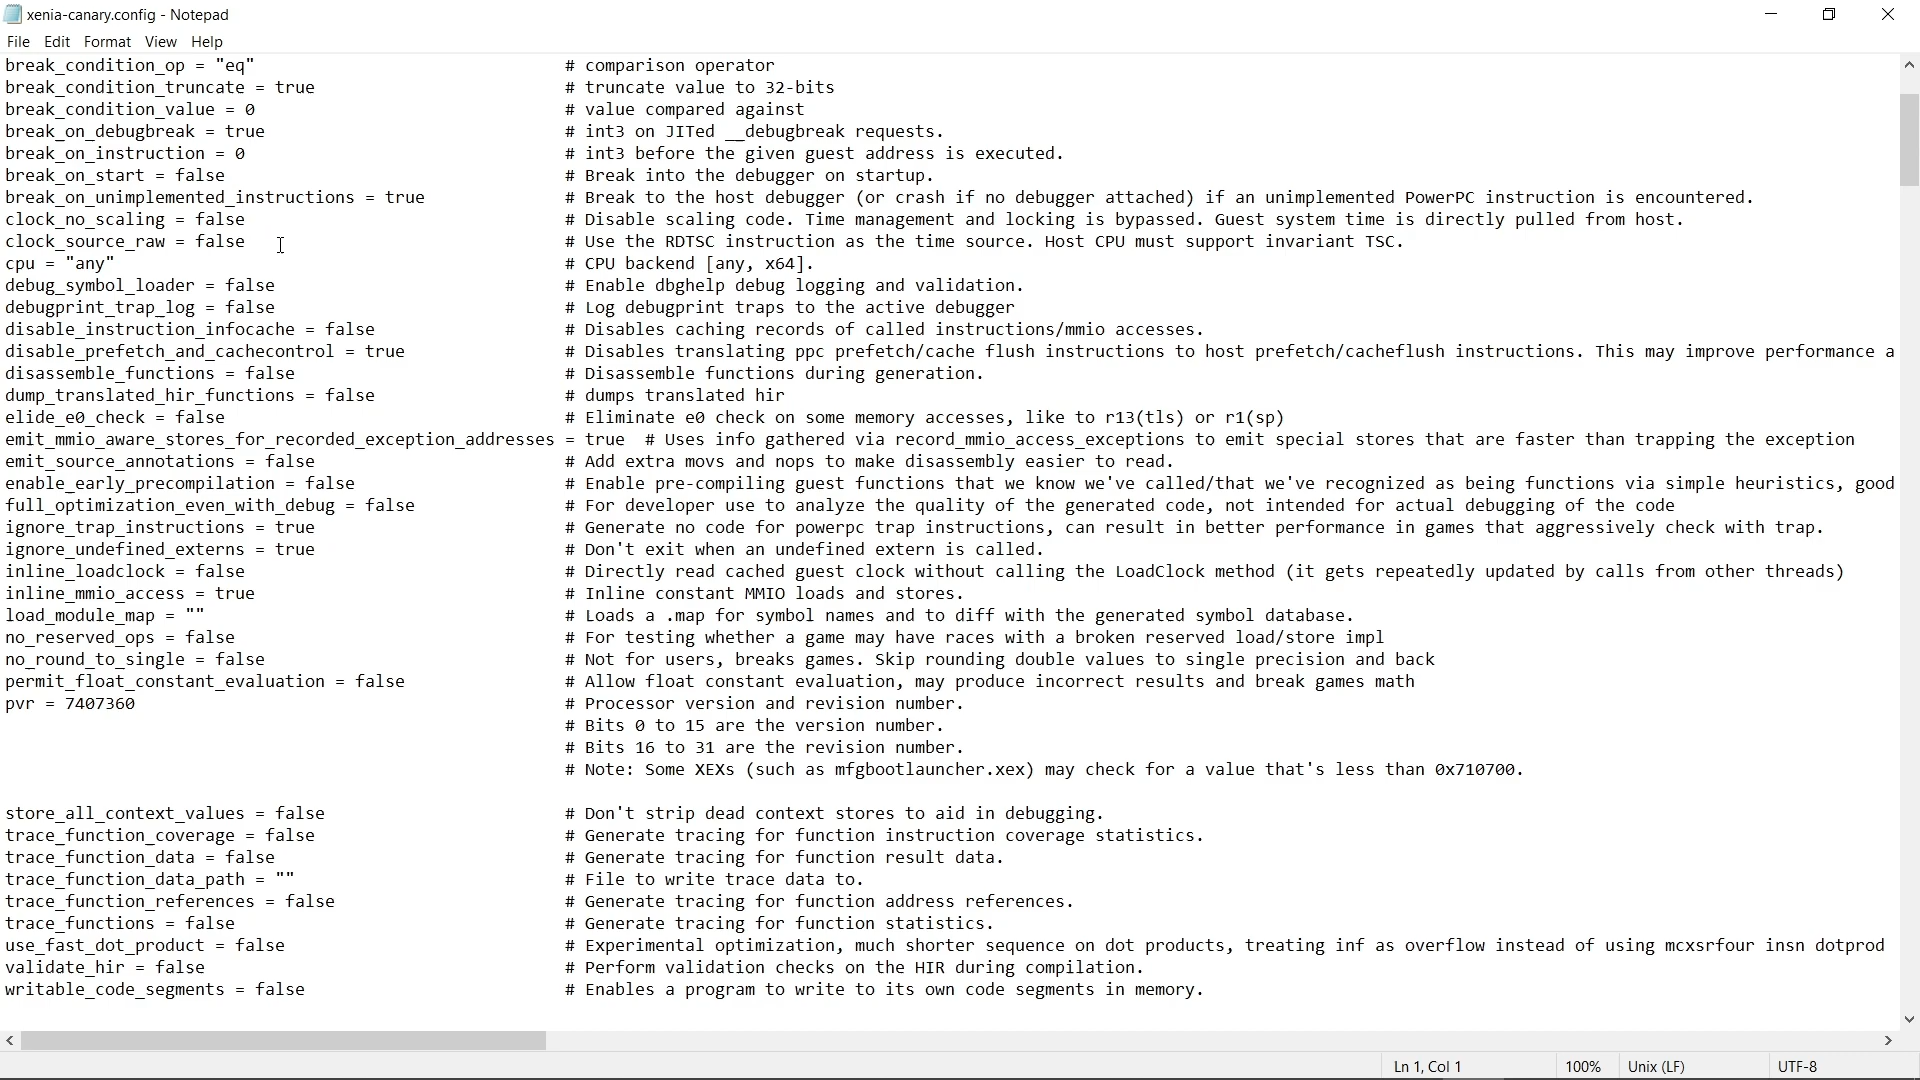 xenia-canary.config - Notepad
File Edit Format View Help
break_condition_op = "eq" # comparison operator
break_condition_truncate = true # truncate value to 32-bits
break_condition_value = 0 # value compared against
break_on_debugbreak = true # int3 on JITed __debugbreak requests.
break_on_instruction = 0 # int3 before the given guest address is executed.
break_on_start = false # Break into the debugger on startup.
break_on_unimplemented_instructions = true # Break to the host debugger (or crash if no debugger attached) if an unimplemented PowerPC instruction is encountered.
clock_no_scaling = false # Disable scaling code. Time management and locking is bypassed. Guest system time is directly pulled from host.
clock_source_raw = false # Use the RDTSC instruction as the time source. Host CPU must support invariant TSC.
cpu = "any" # CPU backend [any, x64].
debug_symbol_loader = false # Enable dbghelp debug logging and validation.
debugprint_trap_log = false # Log debugprint traps to the active debugger
disable_instruction_infocache = false # Disables caching records of called instructions/mmio accesses.
disable_prefetch_and_cachecontrol = true # Disables translating ppc prefetch/cache flush instructions to host prefetch/cacheflush instructions. This may improve performance a
disassemble_functions = false # Disassemble functions during generation.
dump_translated_hir_functions = false # dumps translated hir
elide_e0_check = false # Eliminate e0 check on some memory accesses, like to r13(tls) or r1(sp)
emit_mmio_aware_stores_for_recorded_exception_addresses = true # Uses info gathered via record_mmio_access_exceptions to emit special stores that are faster than trapping the exception
emit_source_annotations = false # Add extra movs and nops to make disassembly easier to read.
enable_early_precompilation = false # Enable pre-compiling guest functions that we know we've called/that we've recognized as being functions via simple heuristics, good
full_optimization_even_with_debug = false # For developer use to analyze the quality of the generated code, not intended for actual debugging of the code
ignore_trap_instructions = true # Generate no code for powerpc trap instructions, can result in better performance in games that aggressively check with trap.
ignore_undefined_externs = true # Don't exit when an undefined extern is called.
inline_loadclock = false # Directly read cached guest clock without calling the LoadClock method (it gets repeatedly updated by calls from other threads)
inline_mmio_access = true # Inline constant MMIO loads and stores.
load_module_map = "" # Loads a .map for symbol names and to diff with the generated symbol database.
no_reserved_ops = false # For testing whether a game may have races with a broken reserved load/store impl
no_round_to_single = false # Not for users, breaks games. Skip rounding double values to single precision and back
permit_float_constant_evaluation = false # Allow float constant evaluation, may produce incorrect results and break games math
pvr = 7407360 # Processor version and revision number.
# Bits 0 to 15 are the version number.
# Bits 16 to 31 are the revision number.
# Note: Some XEXs (such as mfgbootlauncher.xex) may check for a value that's less than 0x710700.
store_all_context_values = false # Don't strip dead context stores to aid in debugging.
trace_function_coverage = false # Generate tracing for function instruction coverage statistics.
trace_function_data = false # Generate tracing for function result data.
trace_function_data_path = "" # File to write trace data to.
trace_function_references = false # Generate tracing for function address references.
trace_functions = false # Generate tracing for function statistics.
use_fast_dot_product = false # Experimental optimization, much shorter sequence on dot products, treating inf as overflow instead of using mcxsrfour insn dotprod
validate_hir = false # Perform validation checks on the HIR during compilation.
writable_code_segments = false # Enables a program to write to its own code segments in memory.
Ln 1, Col 1 100% Unix (LF) UTF-8